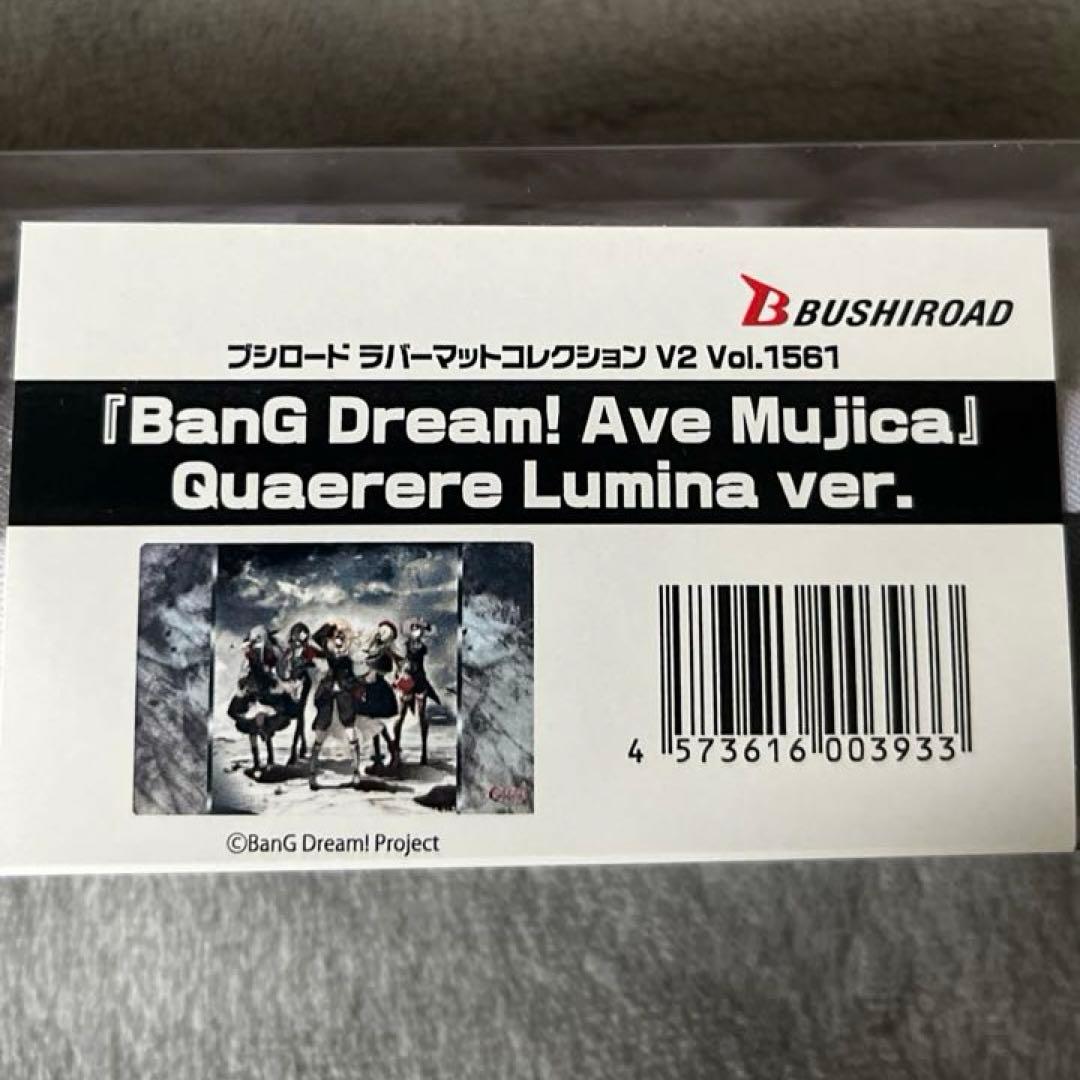 BUSHIROAD
ブシロード ラバーマットコレクション V2 Vol.1561
『BanG Dream! Ave Mujica』
Quaerere Lumina ver.
4 573616 003933
©BanG Dream! Project